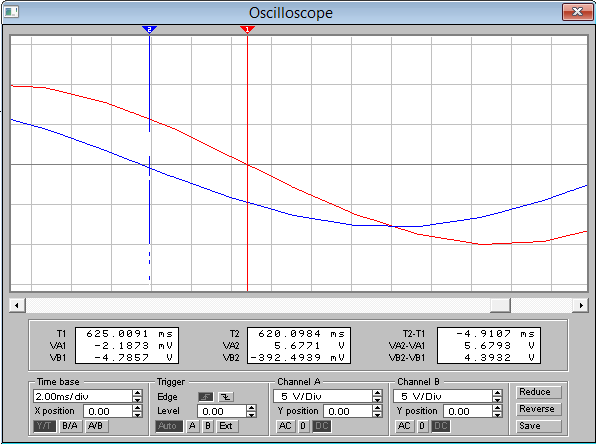 Oscilloscope
2 1
T1 625.0091 ms T2 620.0984 ms T2-T1 -4.9107 ms
VA1 -2.1873 mV VA2 5.6771 V VA2-VA1 5.6793 V
VB1 -4.7857 V VB2 -392.4939 mV VB2-VB1 4.3932 V
Time base Trigger Channel A Channel B Reduce
2.00ms/div Edge 5 V/Div 5 V/Div
X position 0.00 Level 0.00 Y position 0.00 Y position 0.00 Reverse
Y/T B/A A/B Auto A B Ext AC 0 DC AC 0 DC Save